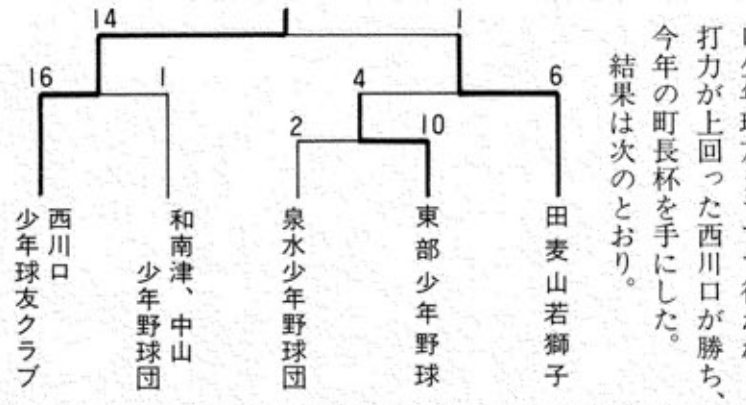 打力が上回った西川口が勝ち、
今年の町長杯を手にした。
結果は次のとおり。
14
1
16
1
4
6
2
10
田麦山若獅子
東部少年野球
泉水少年野球団
和南津、中山
少年野球団
西川口
少年球友クラブ